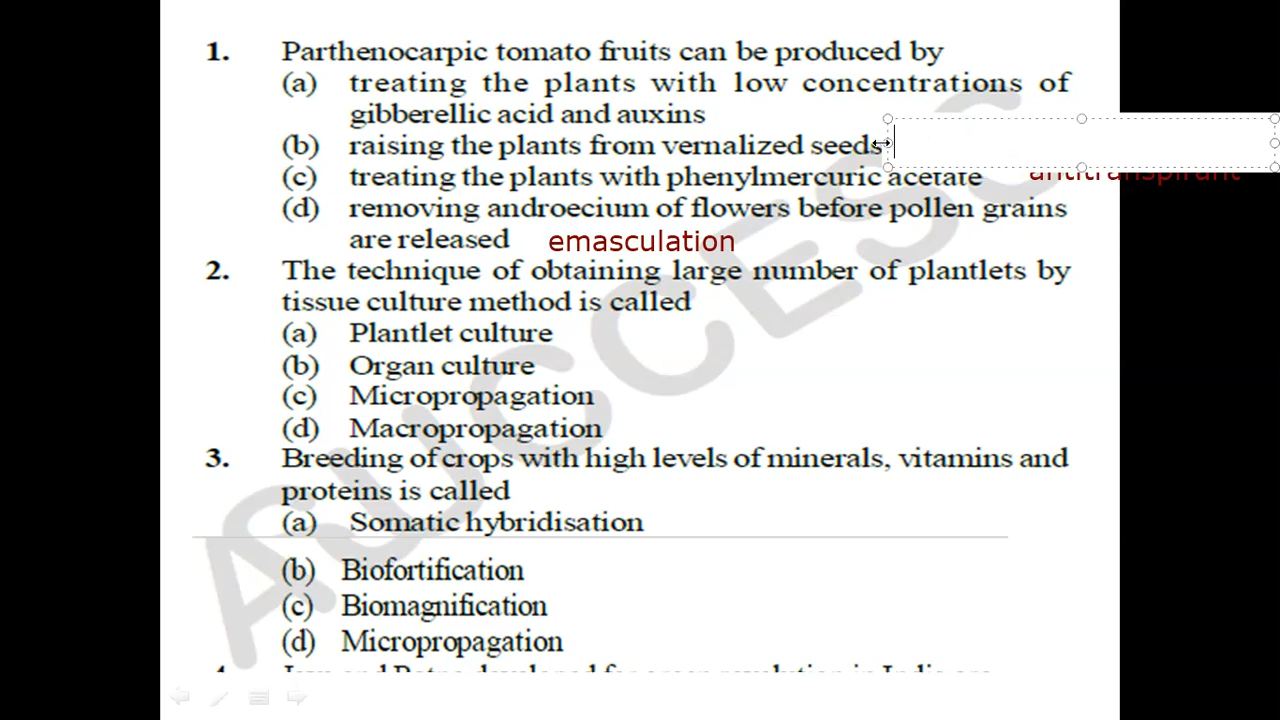 1. Parthenocarpic tomato fruits can be produced by
(a) treating the plants with low concentrations of
gibberellic acid and auxins
(b) raising the plants from vernalized seeds
(c) treating the plants with phenylmercuric acetate antitranspirant
(d) removing androecium of flowers before pollen grains
are released emasculation
2. The technique of obtaining large number of plantlets by
tissue culture method is called
(a) Plantlet culture
(b) Organ culture
(c) Micropropagation
(d) Macropropagation
3. Breeding of crops with high levels of minerals, vitamins and
proteins is called
(a) Somatic hybridisation
(b) Biofortification
(c) Biomagnification
(d) Micropropagation